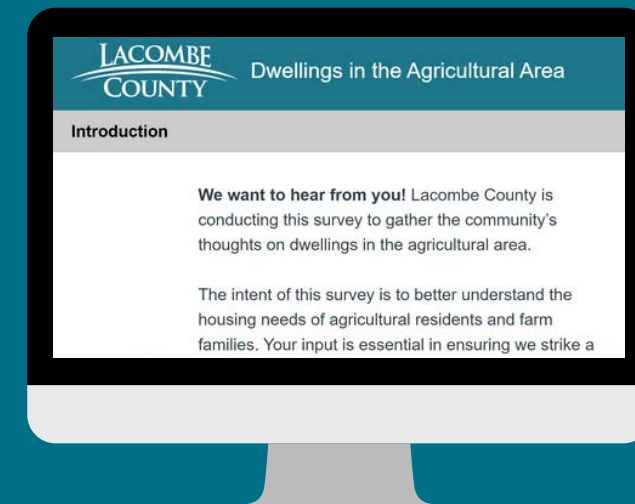 LACOMBE
COUNTY
Dwellings in the Agricultural Area
Introduction
We want to hear from you! Lacombe County is
conducting this survey to gather the community's
thoughts on dwellings in the agricultural area.
The intent of this survey is to better understand the
housing needs of agricultural residents and farm
families. Your input is essential in ensuring we strike a